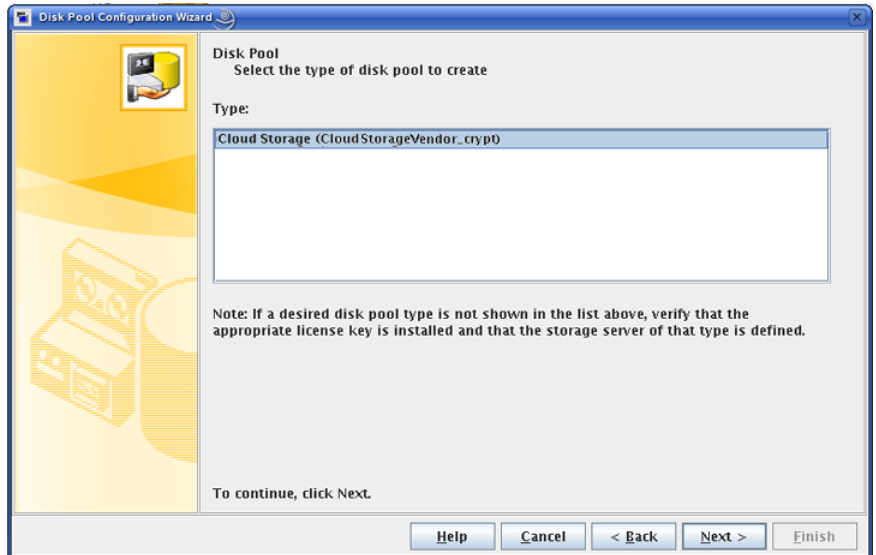 Disk Pool Configuration Wizard
Disk Pool
Select the type of disk pool to create
Type:
Cloud Storage (CloudStorageVendor_crypt)
Note: If a desired disk pool type is not shown in the list above, verify that the
appropriate license key is installed and that the storage server of that type is defined.
To continue, click Next.
Help Cancel < Back Next > Finish